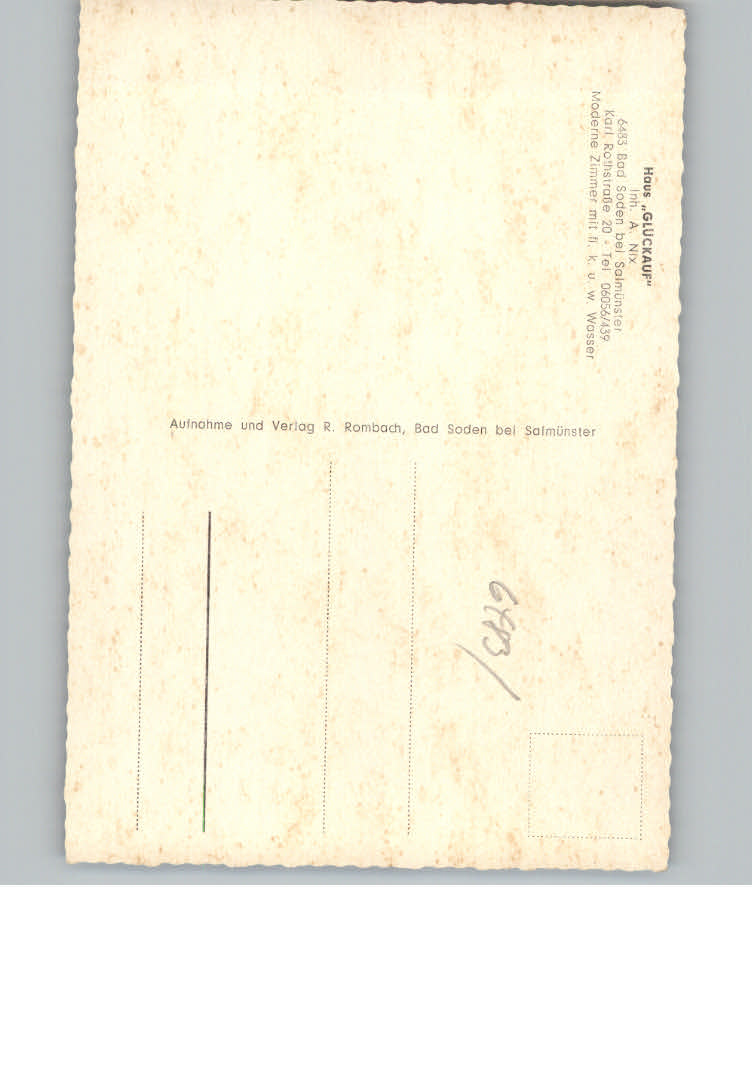 Haus „GLÜCKAUF"
Inh. A. Nix
6483 Bad Soden bei Salmünster
Karl Rothstraße 20 - Tel 06056/439
Moderne Zimmer mit fl. k. u. w. Wasser
Aufnahme und Verlag R. Rombach, Bad Soden bei Salmünster
6483/